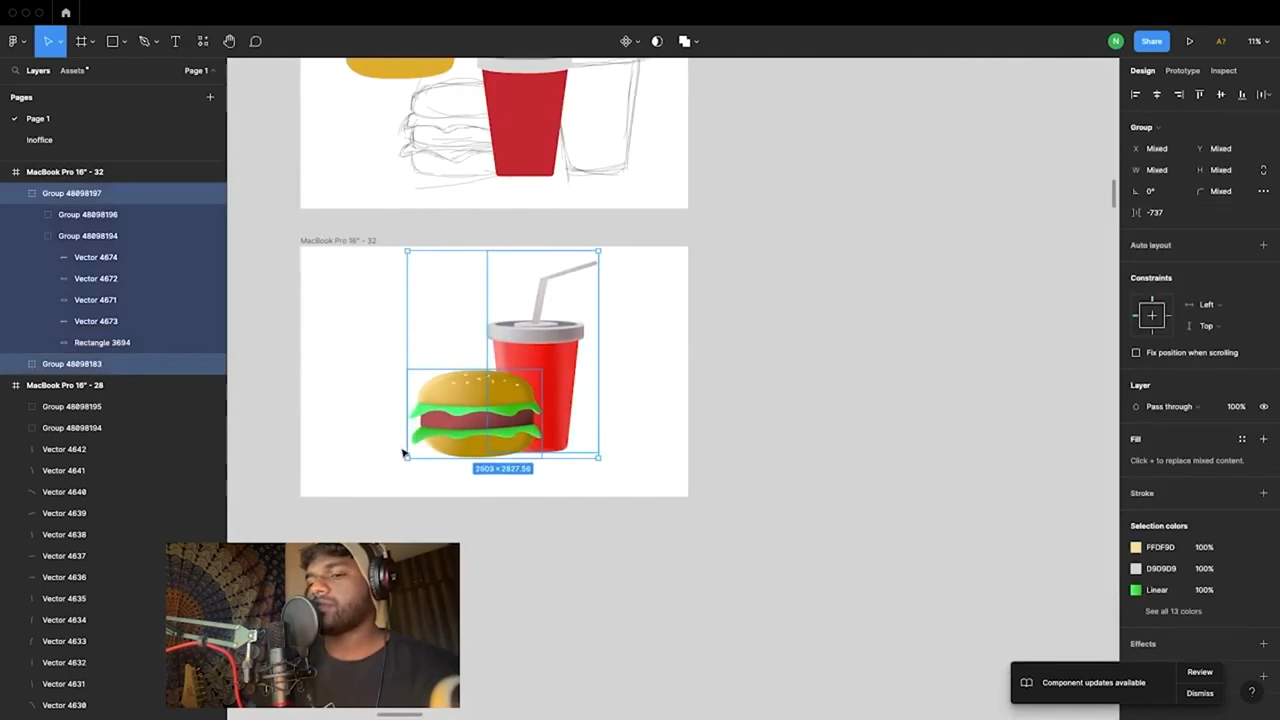 Share
A?
11%
Layers
Assets
Page 1
Pages
Page 1
Inoffice
MacBook Pro 16" - 32
Group 48098197
Group 48098196
Group 48098194
Vector 4674
Vector 4672
Vector 4671
Vector 4673
Rectangle 3694
Group 48098183
MacBook Pro 16" - 28
Group 48098195
Group 48098194
Vector 4642
Vector 4641
Vector 4640
Vector 4639
Vector 4638
Vector 4637
Vector 4636
Vector 4635
Vector 4634
Vector 4633
Vector 4632
Vector 4631
Vector 4630
MacBook Pro 16" - 32
2603 × 2827.56
N
Design
Prototype
Inspect
Group
X Mixed
Y Mixed
W Mixed
H Mixed
0°
Mixed
-737
Auto layout
Constraints
Left
Top
Fix position when scrolling
Layer
Pass through
100%
Fill
Click + to replace mixed content.
Stroke
Selection colors
FFDF9D 100%
D9D9D9 100%
Linear 100%
See all 13 colors
Effects
Component updates available
Review
Dismiss
?